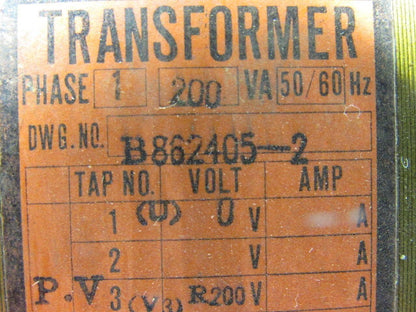 TRANSFORMER
PHASE 1 200 VA 50/60 Hz
DWG.NO. B862405-2
TAP NO. VOLT AMP
1 (U) 0 V A
2 V A
P.V 3 (V3) R200 V A